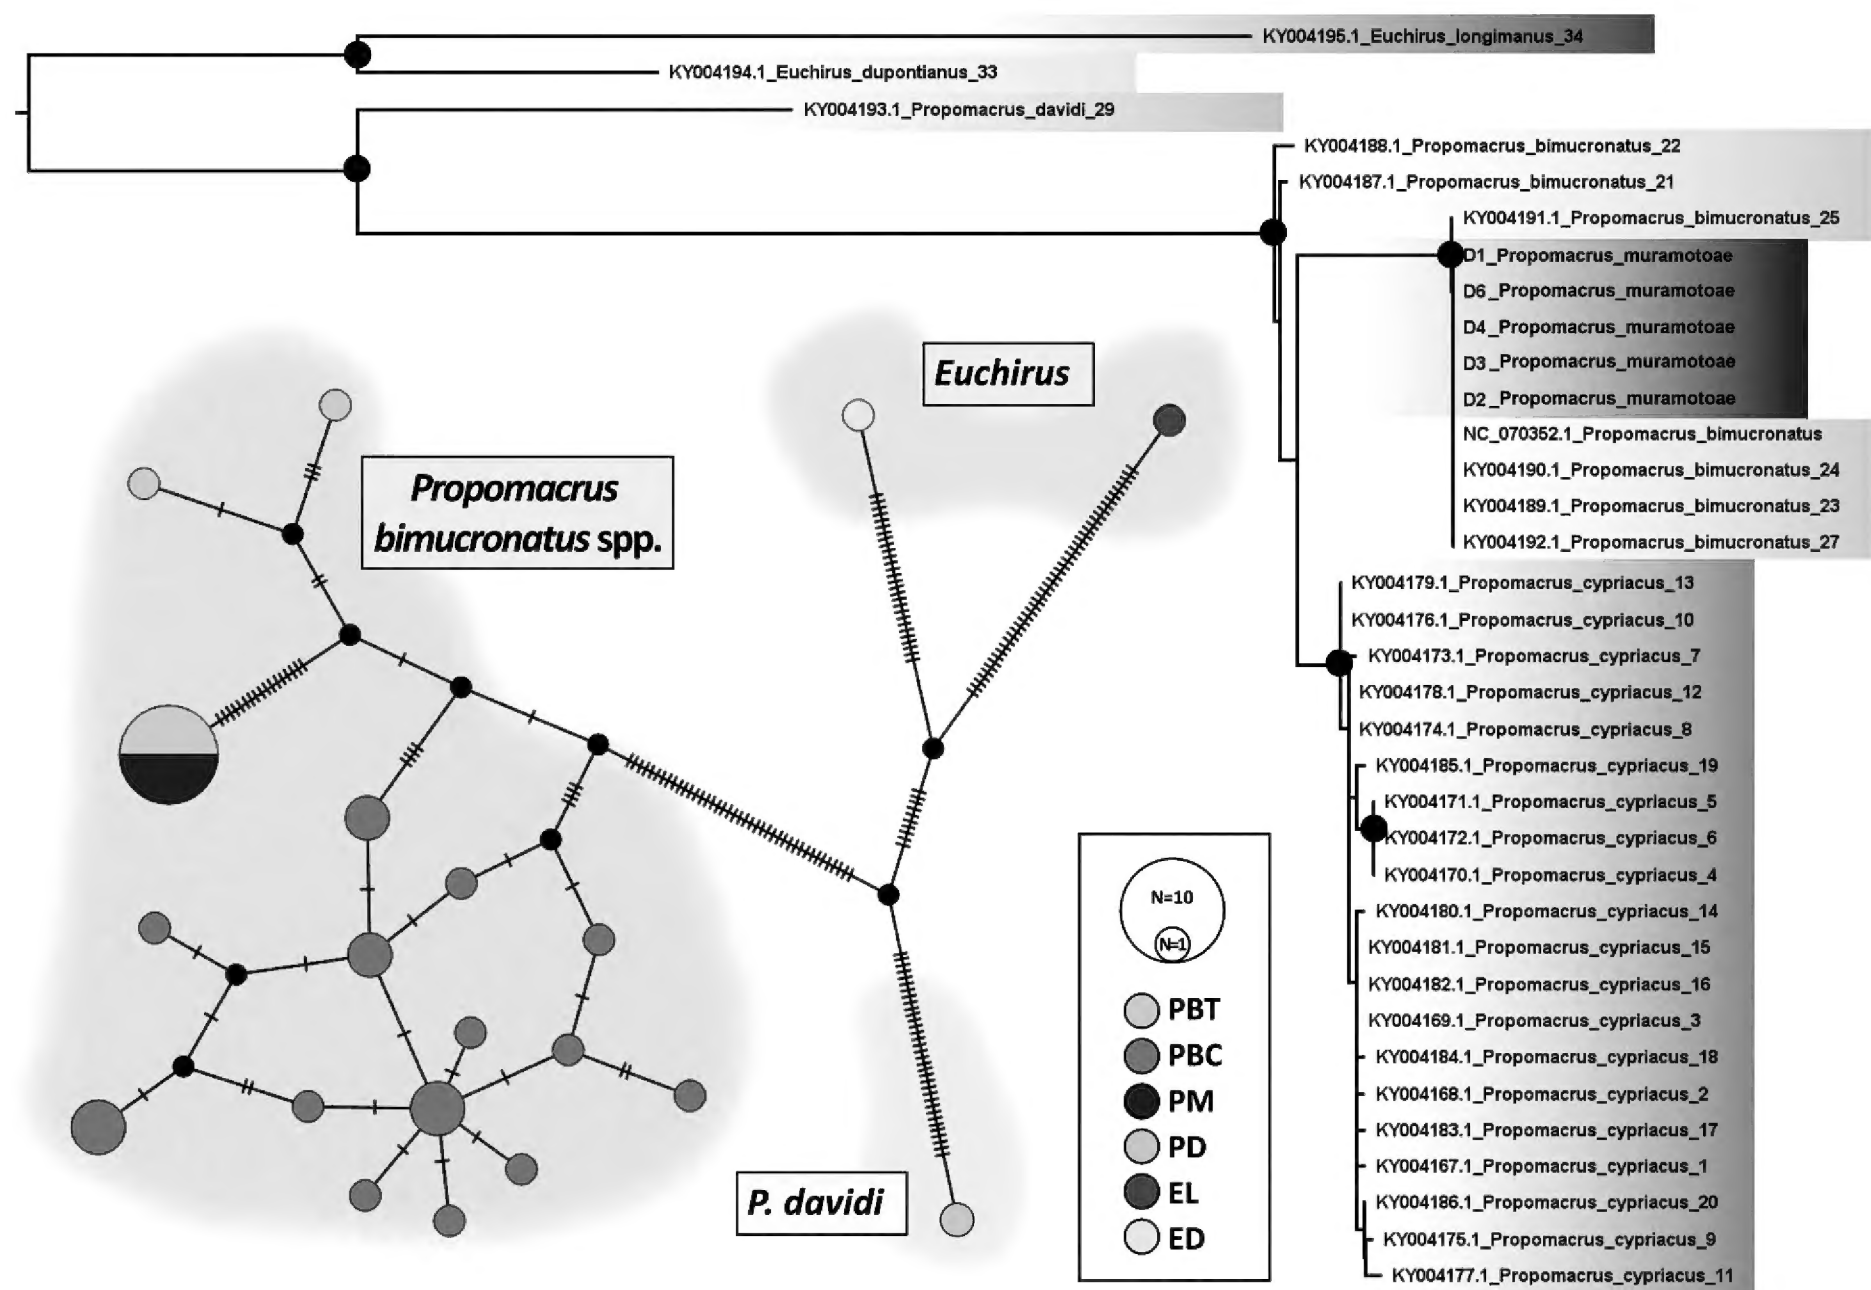 KY004195.1_Euchirus_longimanus_34
KY004194.1_Euchirus_dupontianus_33
KY004193.1_Propomacrus_davidi_29
KY004188.1_Propomacrus_bimucronatus_22
KY004187.1_Propomacrus_bimucronatus_21
KY004191.1_Propomacrus_bimucronatus_25
D1_Propomacrus_muramotoae
D6_Propomacrus_muramotoae
D4_Propomacrus_muramotoae
D3_Propomacrus_muramotoae
D2_Propomacrus_muramotoae
NC_070352.1_Propomacrus_bimucronatus
KY004190.1_Propomacrus_bimucronatus_24
KY004189.1_Propomacrus_bimucronatus_23
KY004192.1_Propomacrus_bimucronatus_27
KY004179.1_Propomacrus_cypriacus_13
KY004176.1_Propomacrus_cypriacus_10
KY004173.1_Propomacrus_cypriacus_7
KY004178.1_Propomacrus_cypriacus_12
KY004174.1_Propomacrus_cypriacus_8
KY004185.1_Propomacrus_cypriacus_19
KY004171.1_Propomacrus_cypriacus_5
KY004172.1_Propomacrus_cypriacus_6
KY004170.1_Propomacrus_cypriacus_4
KY004180.1_Propomacrus_cypriacus_14
KY004181.1_Propomacrus_cypriacus_15
KY004182.1_Propomacrus_cypriacus_16
KY004169.1_Propomacrus_cypriacus_3
KY004184.1_Propomacrus_cypriacus_18
KY004168.1_Propomacrus_cypriacus_2
KY004183.1_Propomacrus_cypriacus_17
KY004167.1_Propomacrus_cypriacus_1
KY004186.1_Propomacrus_cypriacus_20
KY004175.1_Propomacrus_cypriacus_9
KY004177.1_Propomacrus_cypriacus_11
Euchirus
Propomacrus
bimucronatus spp.
P. davidi
N=10
N=1
PBT
PBC
PM
PD
EL
ED